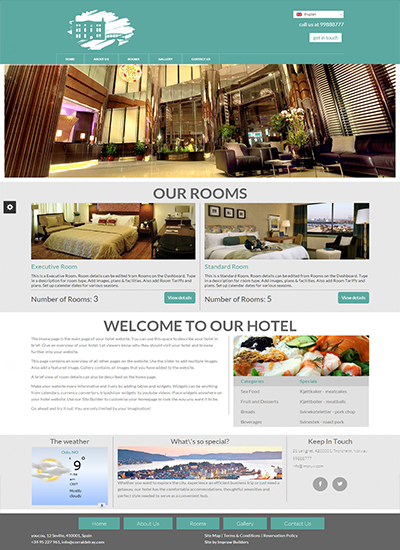 English
call us at 99888777
get in touch
HOME
ABOUT US
ROOMS
GALLERY
CONTACT US
OUR ROOMS
Executive Room
This is a Executive Room. Room details can be edited from Rooms on the Dashboard. Type in a description for room type. Add images, plans & facilities. Also add Room Tariffs and plans. Set up calendar dates for various seasons.
Number of Rooms: 3
View details
Standard Room
This is a Standard Room. Room details can be edited from Rooms on the Dashboard. Type in a description for room type. Add images, plans & facilities. Also add Room Tariffs and plans. Set up calendar dates for various seasons.
Number of Rooms: 5
View details
WELCOME TO OUR HOTEL
The Home page is the main page of your hotel website. You can use this space to describe your hotel in brief. Give an overview of your hotel. Let viewers know why they should visit your hotel and browse further into your website.
This page contains an overview of all other pages on the website. Use the slider to add multiple images. Also add a featured image. Gallery contains all images that you have added to the website.
A brief view of room details can also be described on the home page.
Make your website more informative and lively by adding tables and widgets. Widgets can be anything from calendars, currency converters, tripadvisor widgets to youtube videos. Place widgets anywhere on your hotel website. Use the Site Builder to customize your homepage to look the way you want it to be.
Go ahead and try it out. You are only limited by your imagination!
Categories
Specials
Sea Food
Kjøttkaker - meatcakes
Fruit and Desserts
Kjøttboller - meatballs
Breads
Beverages
The weather
Oslo, NO
9
Mostly clouds
What\'s so special?
Whether you want to explore the city, experience an efficient business trip or just need a getaway, our hotel has the comfortable accommodations, thoughtful amenities and perfect style needed to serve as a convenient hub.
Keep In Touch
99888777
Home
About Us
Rooms
Gallery
Contact Us
moscou, 12 Sevilla, 41001, Spain
Site Map | Terms & Conditions | Reservation Policy
Site by Improve Builders